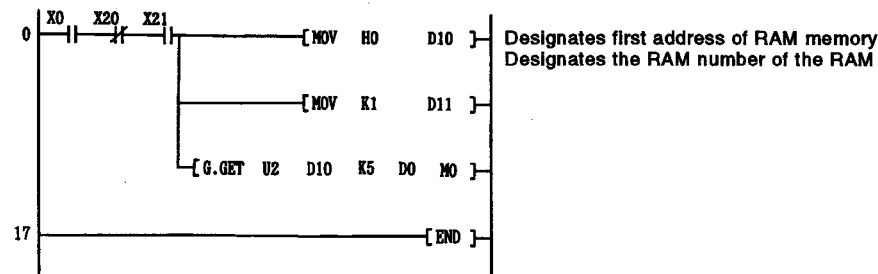 X0 X20 X21
0 [MOV H0 D10] Designates first address of RAM memory
Designates the RAM number of the RAM
[MOV K1 D11]
[G.GET U2 D10 K5 D0 M0]
17 [END]